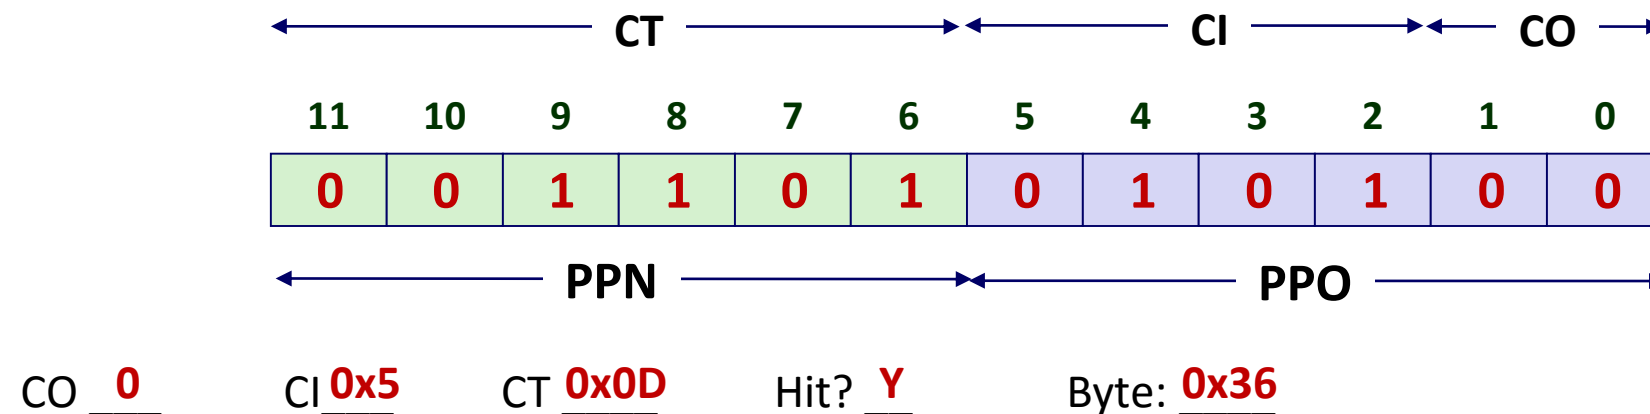 CT CI CO
11 10 9 8 7 6 5 4 3 2 1 0
0 0 1 1 0 1 0 1 0 1 0 0
PPN PPO
CO 0 CI 0x5 CT 0x0D Hit? Y Byte: 0x36